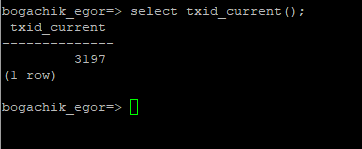 bogachik_egor=> select txid_current();
 txid_current
--------------
         3197
(1 row)

bogachik_egor=>